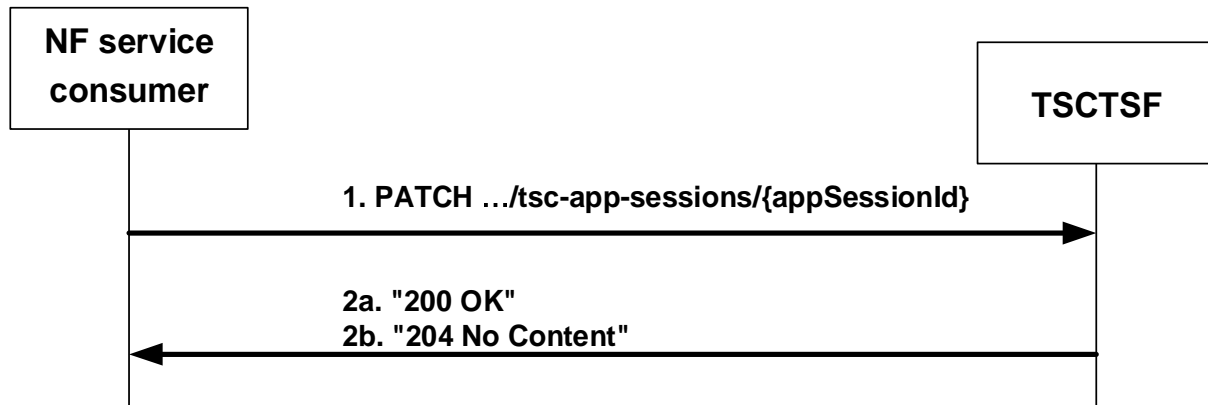 NF service
consumer
TSCTSF
1. PATCH …/tsc-app-sessions/{appSessionId}
2a. "200 OK"
2b. "204 No Content"